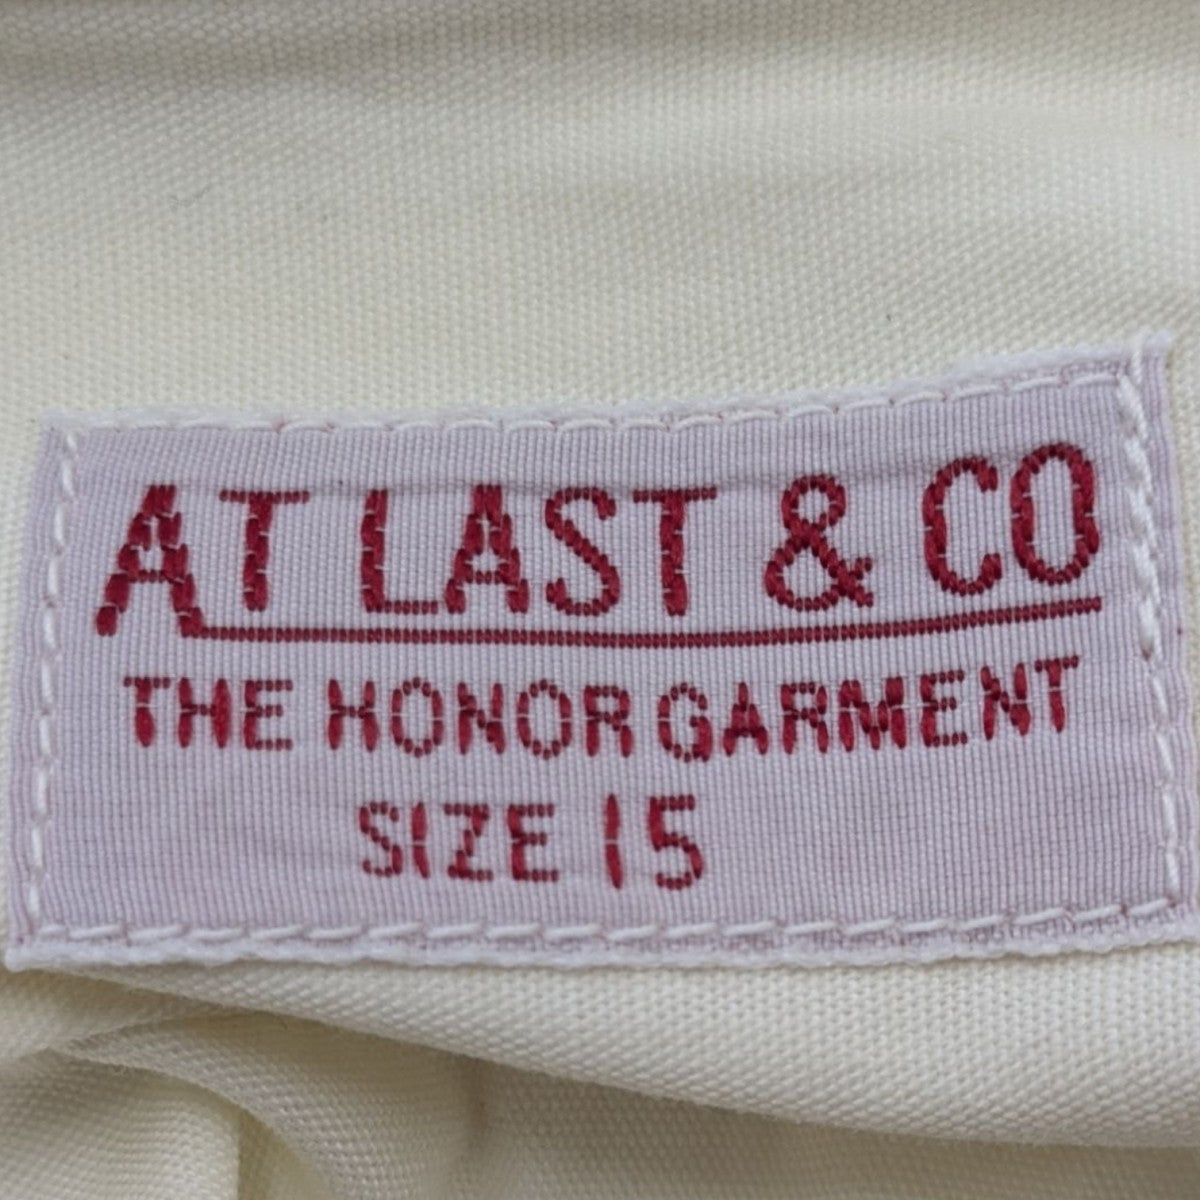 AT LAST & CO
THE HONOR GARMENT
SIZE 15